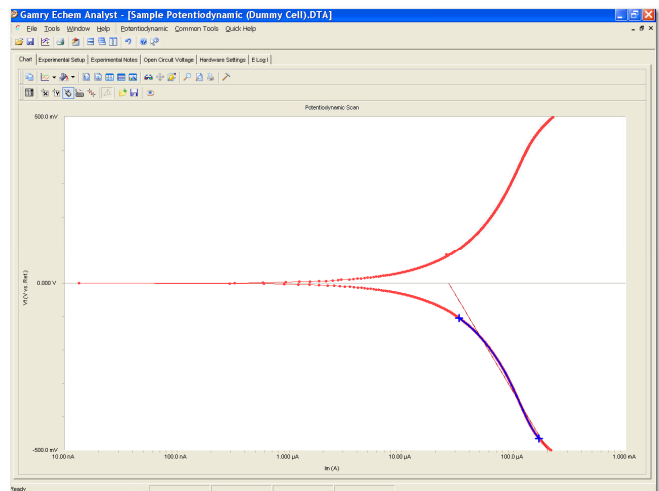 Gamry Echem Analyst - [Sample Potentiodynamic (Dummy Cell).DTA]
File Tools Window Help Potentiodynamic Common Tools Quick Help
Chart Experimental Setup Experimental Notes Open Circuit Voltage Hardware Settings E Log I
Potentiodynamic Scan
500.0 mV
0.000 V
Vf (V vs. Ref.)
-500.0 mV
10.00 nA 100.0 nA 1.000 µA 10.00 µA 100.0 µA 1.000 mA
Im (A)
Ready